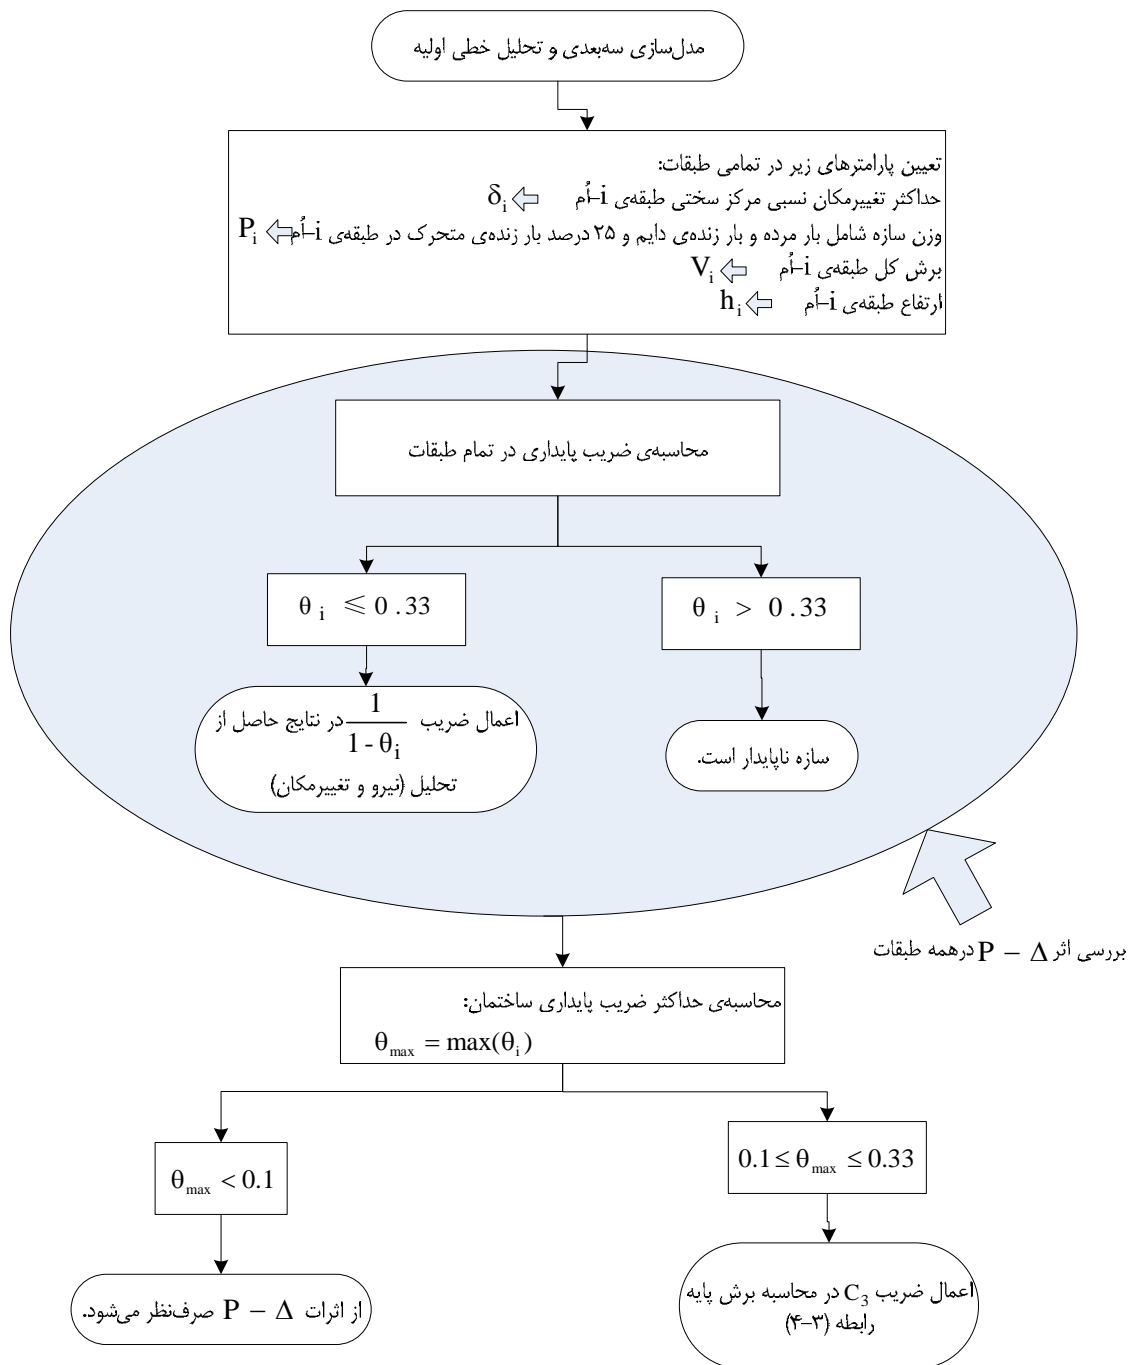 مدل‌سازی سه‌بعدی و تحلیل خطی اولیه
تعیین پارامترهای زیر در تمامی طبقات:
حداکثر تغییرمکان نسبی مرکز سختی طبقه‌ی i-اُم ⇦ δi
وزن سازه شامل بار مرده و بار زنده‌ی دایم و ۲۵ درصد بار زنده‌ی متحرک در طبقه‌ی i-اُم ⇦ Pi
برش کل طبقه‌ی i-اُم ⇦ Vi
ارتفاع طبقه‌ی i-اُم ⇦ hi
محاسبه‌ی ضریب پایداری در تمام طبقات
θi ≤ 0.33
θi > 0.33
اعمال ضریب 1/(1-θi) در نتایج حاصل از
تحلیل (نیرو و تغییرمکان)
سازه ناپایدار است.
بررسی اثر P – Δ درهمه طبقات
محاسبه‌ی حداکثر ضریب پایداری ساختمان:
θmax = max(θi)
θmax < 0.1
0.1 ≤ θmax ≤ 0.33
از اثرات P – Δ صرف‌نظر می‌شود.
اعمال ضریب C3 در محاسبه برش پایه
رابطه (۳-۴)